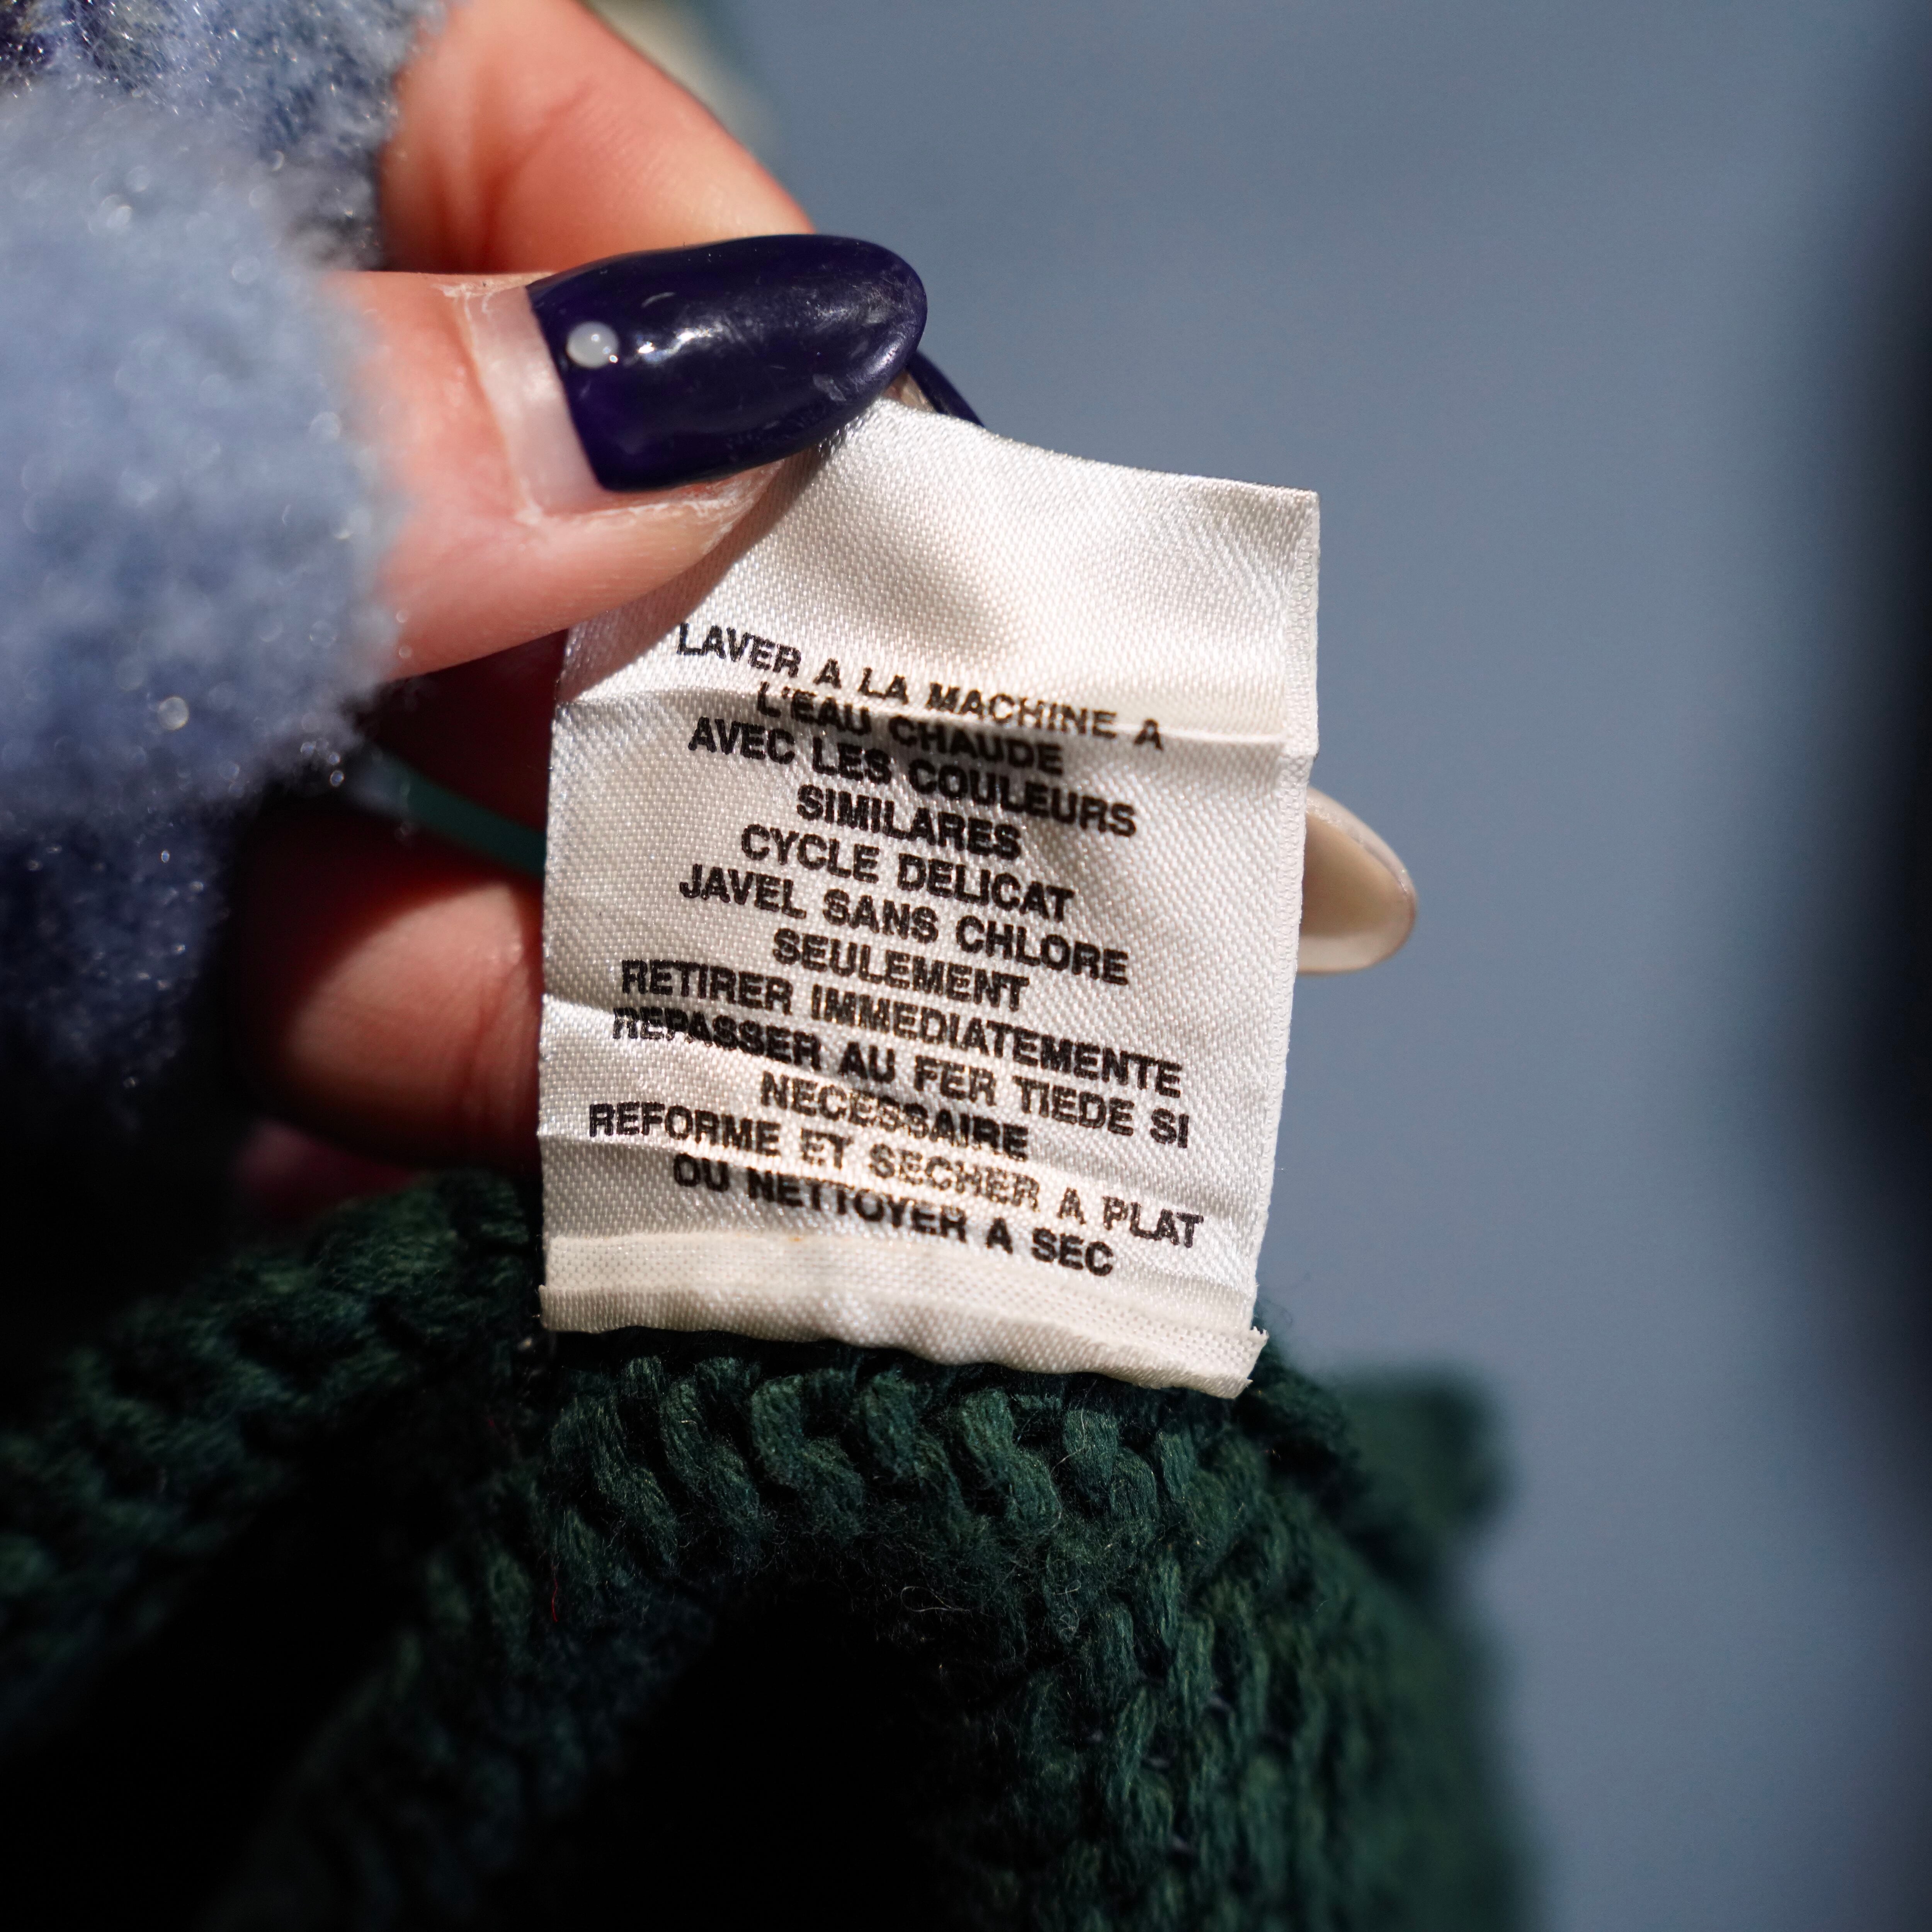 LAVER A LA MACHINE A
L'EAU CHAUDE
AVEC LES COULEURS
SIMILARES
CYCLE DELICAT
JAVEL SANS CHLORE
SEULEMENT
RETIRER IMMEDIATEMENTE
REPASSER AU FER TIEDE SI
NECESSAIRE
REFORME ET SECHER A PLAT
OU NETTOYER A SEC